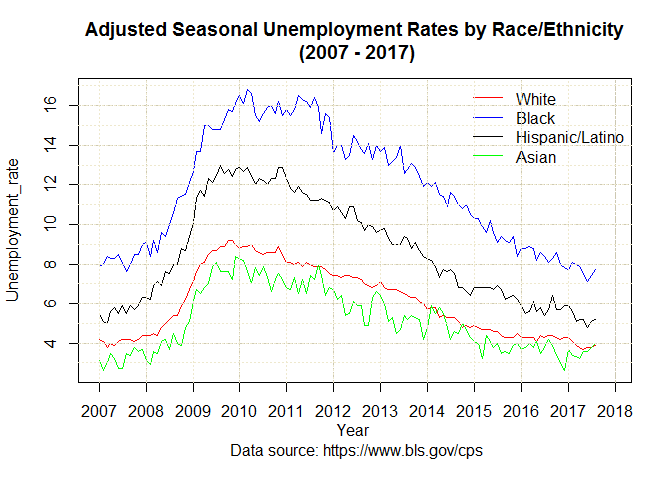 Adjusted Seasonal Unemployment Rates by Race/Ethnicity
(2007 - 2017)
Unemployment_rate
16
14
12
10
8
6
4
White
Black
Hispanic/Latino
Asian
2007 2008 2009 2010 2011 2012 2013 2014 2015 2016 2017 2018
Year
Data source: https://www.bls.gov/cps